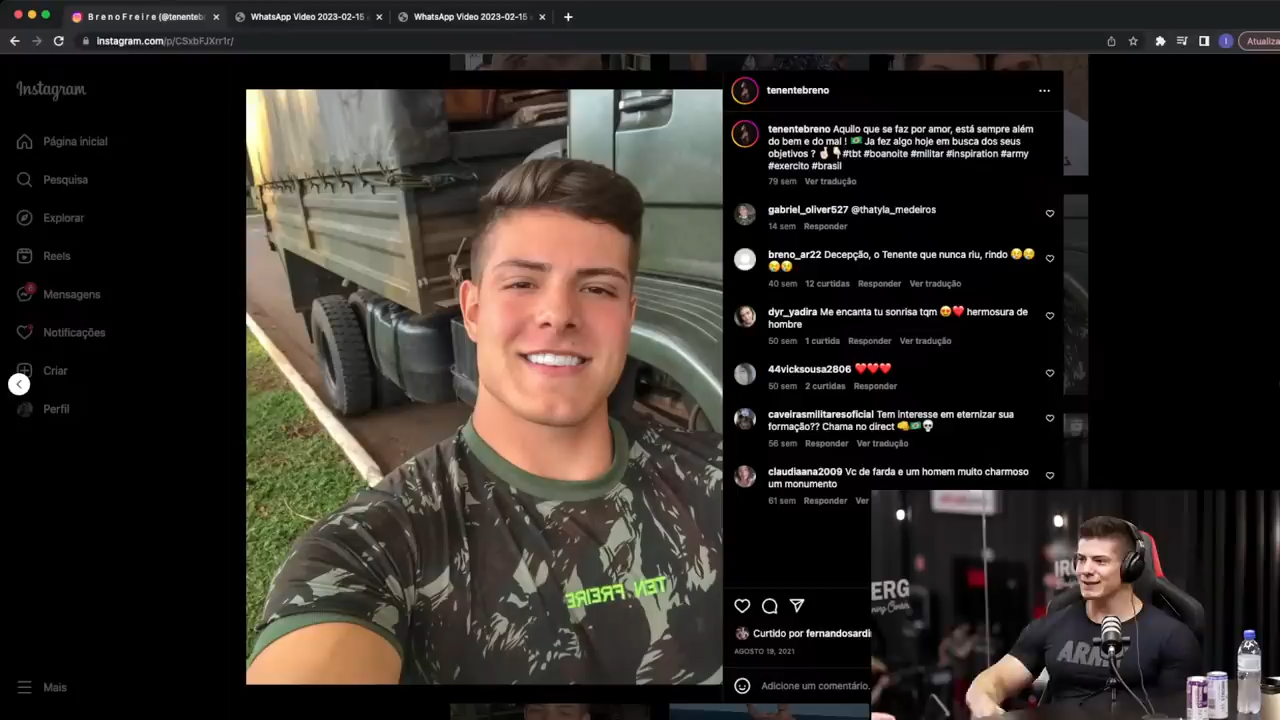 B r e n o F r e i r e (@tenenteb
WhatsApp Video 2023-02-15
WhatsApp Video 2023-02-15
instagram.com/p/CSxbFJXrr1r/
Atualiza
Instagram
Página inicial
Pesquisa
Explorar
Reels
6
Mensagens
Notificações
Criar
Perfil
Mais
TEN FREIRE
tenentebreno
tenentebreno Aquilo que se faz por amor, está sempre além
do bem e do mal ! 🇧🇷 Ja fez algo hoje em busca dos seus
objetivos ? ☝🏻👇🏻#tbt #boanoite #militar #inspiration #army
#exercito #brasil
79 sem Ver tradução
gabriel_oliver527 @thatyla_medeiros
14 sem Responder
breno_ar22 Decepção, o Tenente que nunca riu, rindo 😢😢
😢😢
40 sem 12 curtidas Responder Ver tradução
dyr_yadira Me encanta tu sonrisa tqm 😍❤️ hermosura de
hombre
50 sem 1 curtida Responder Ver tradução
44vicksousa2806 ❤️❤️❤️
50 sem 2 curtidas Responder
caveirasmilitaresoficial Tem interesse em eternizar sua
formação?? Chama no direct 👊🇧🇷💀
56 sem Responder Ver tradução
claudiaana2009 Vc de farda e um homem muito charmoso
um monumento
61 sem Responder Ver
Curtido por fernandosardi
AGOSTO 19, 2021
Adicione um comentário.
ERG
ARMY